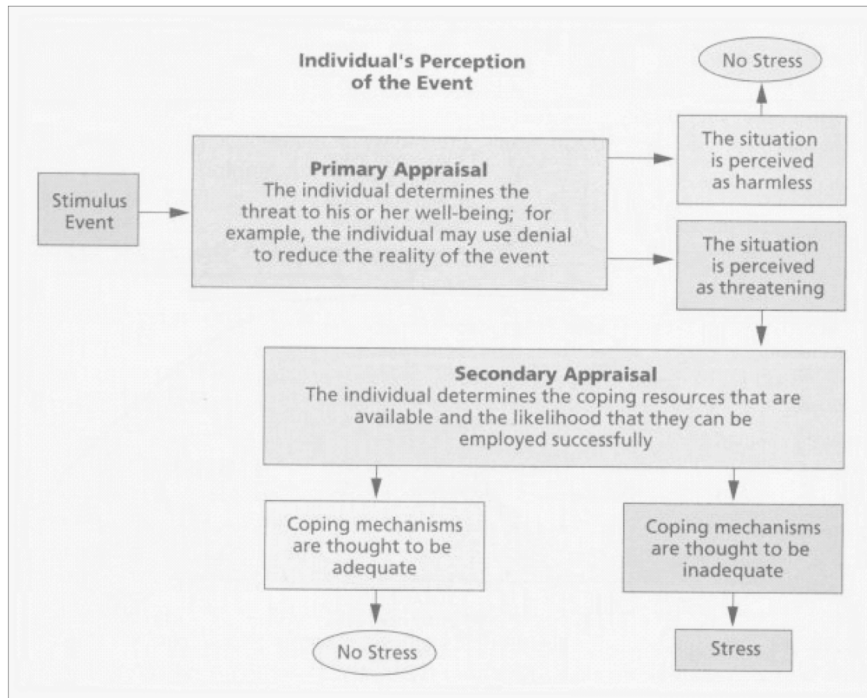 Individual's Perception
of the Event
No Stress
The situation
is perceived
as harmless
Primary Appraisal
The individual determines the
threat to his or her well-being; for
example, the individual may use denial
to reduce the reality of the event
Stimulus
Event
The situation
is perceived
as threatening
Secondary Appraisal
The individual determines the coping resources that are
available and the likelihood that they can be
employed successfully
Coping mechanisms
are thought to be
adequate
Coping mechanisms
are thought to be
inadequate
No Stress
Stress